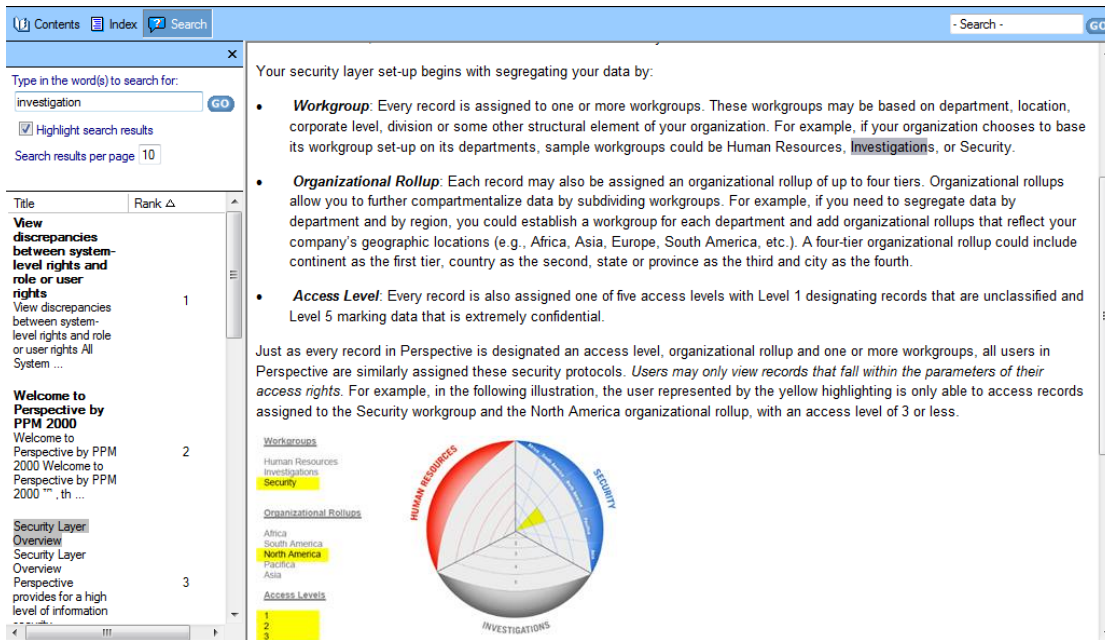 Contents Index Search
- Search - GO
Type in the word(s) to search for:
investigation GO
Highlight search results
Search results per page 10
Title Rank
View
discrepancies
between system-
level rights and
role or user
rights
View discrepancies
between system-
level rights and role
or user rights All
System ...
1
Welcome to
Perspective by
PPM 2000
Welcome to
Perspective by PPM
2000 Welcome to
Perspective by PPM
2000 ™ , th ...
2
Security Layer
Overview
Security Layer
Overview
Perspective
provides for a high
level of information
3
Your security layer set-up begins with segregating your data by:
• Workgroup: Every record is assigned to one or more workgroups. These workgroups may be based on department, location,
corporate level, division or some other structural element of your organization. For example, if your organization chooses to base
its workgroup set-up on its departments, sample workgroups could be Human Resources, Investigations, or Security.
• Organizational Rollup: Each record may also be assigned an organizational rollup of up to four tiers. Organizational rollups
allow you to further compartmentalize data by subdividing workgroups. For example, if you need to segregate data by
department and by region, you could establish a workgroup for each department and add organizational rollups that reflect your
company's geographic locations (e.g., Africa, Asia, Europe, South America, etc.). A four-tier organizational rollup could include
continent as the first tier, country as the second, state or province as the third and city as the fourth.
• Access Level: Every record is also assigned one of five access levels with Level 1 designating records that are unclassified and
Level 5 marking data that is extremely confidential.
Just as every record in Perspective is designated an access level, organizational rollup and one or more workgroups, all users in
Perspective are similarly assigned these security protocols. Users may only view records that fall within the parameters of their
access rights. For example, in the following illustration, the user represented by the yellow highlighting is only able to access records
assigned to the Security workgroup and the North America organizational rollup, with an access level of 3 or less.
Workgroups
Human Resources
Investigations
Security
Organizational Rollups
Africa
South America
North America
Pacifica
Asia
Access Levels
1
2
3
HUMAN RESOURCES
SECURITY
INVESTIGATIONS